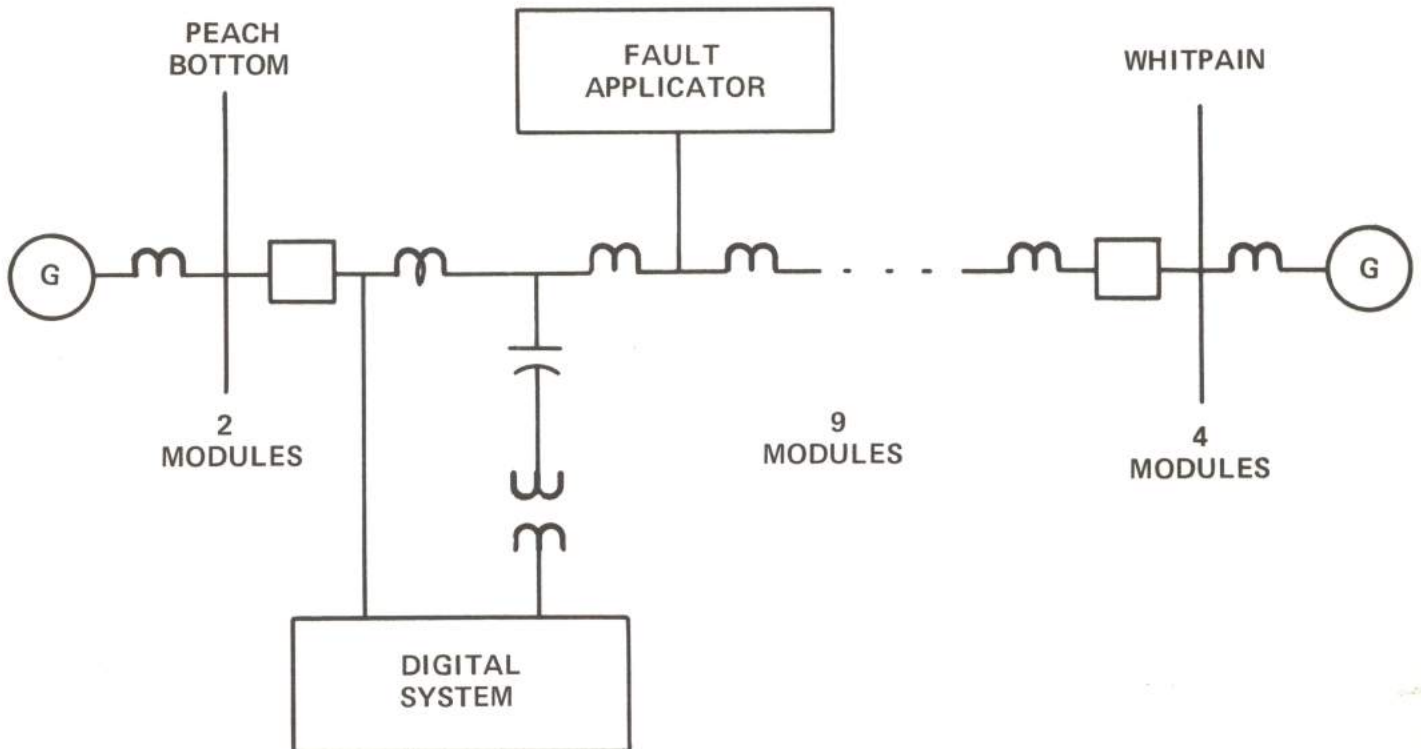 PEACH
BOTTOM
FAULT
APPLICATOR
WHITPAIN
G
G
2
MODULES
9
MODULES
4
MODULES
DIGITAL
SYSTEM